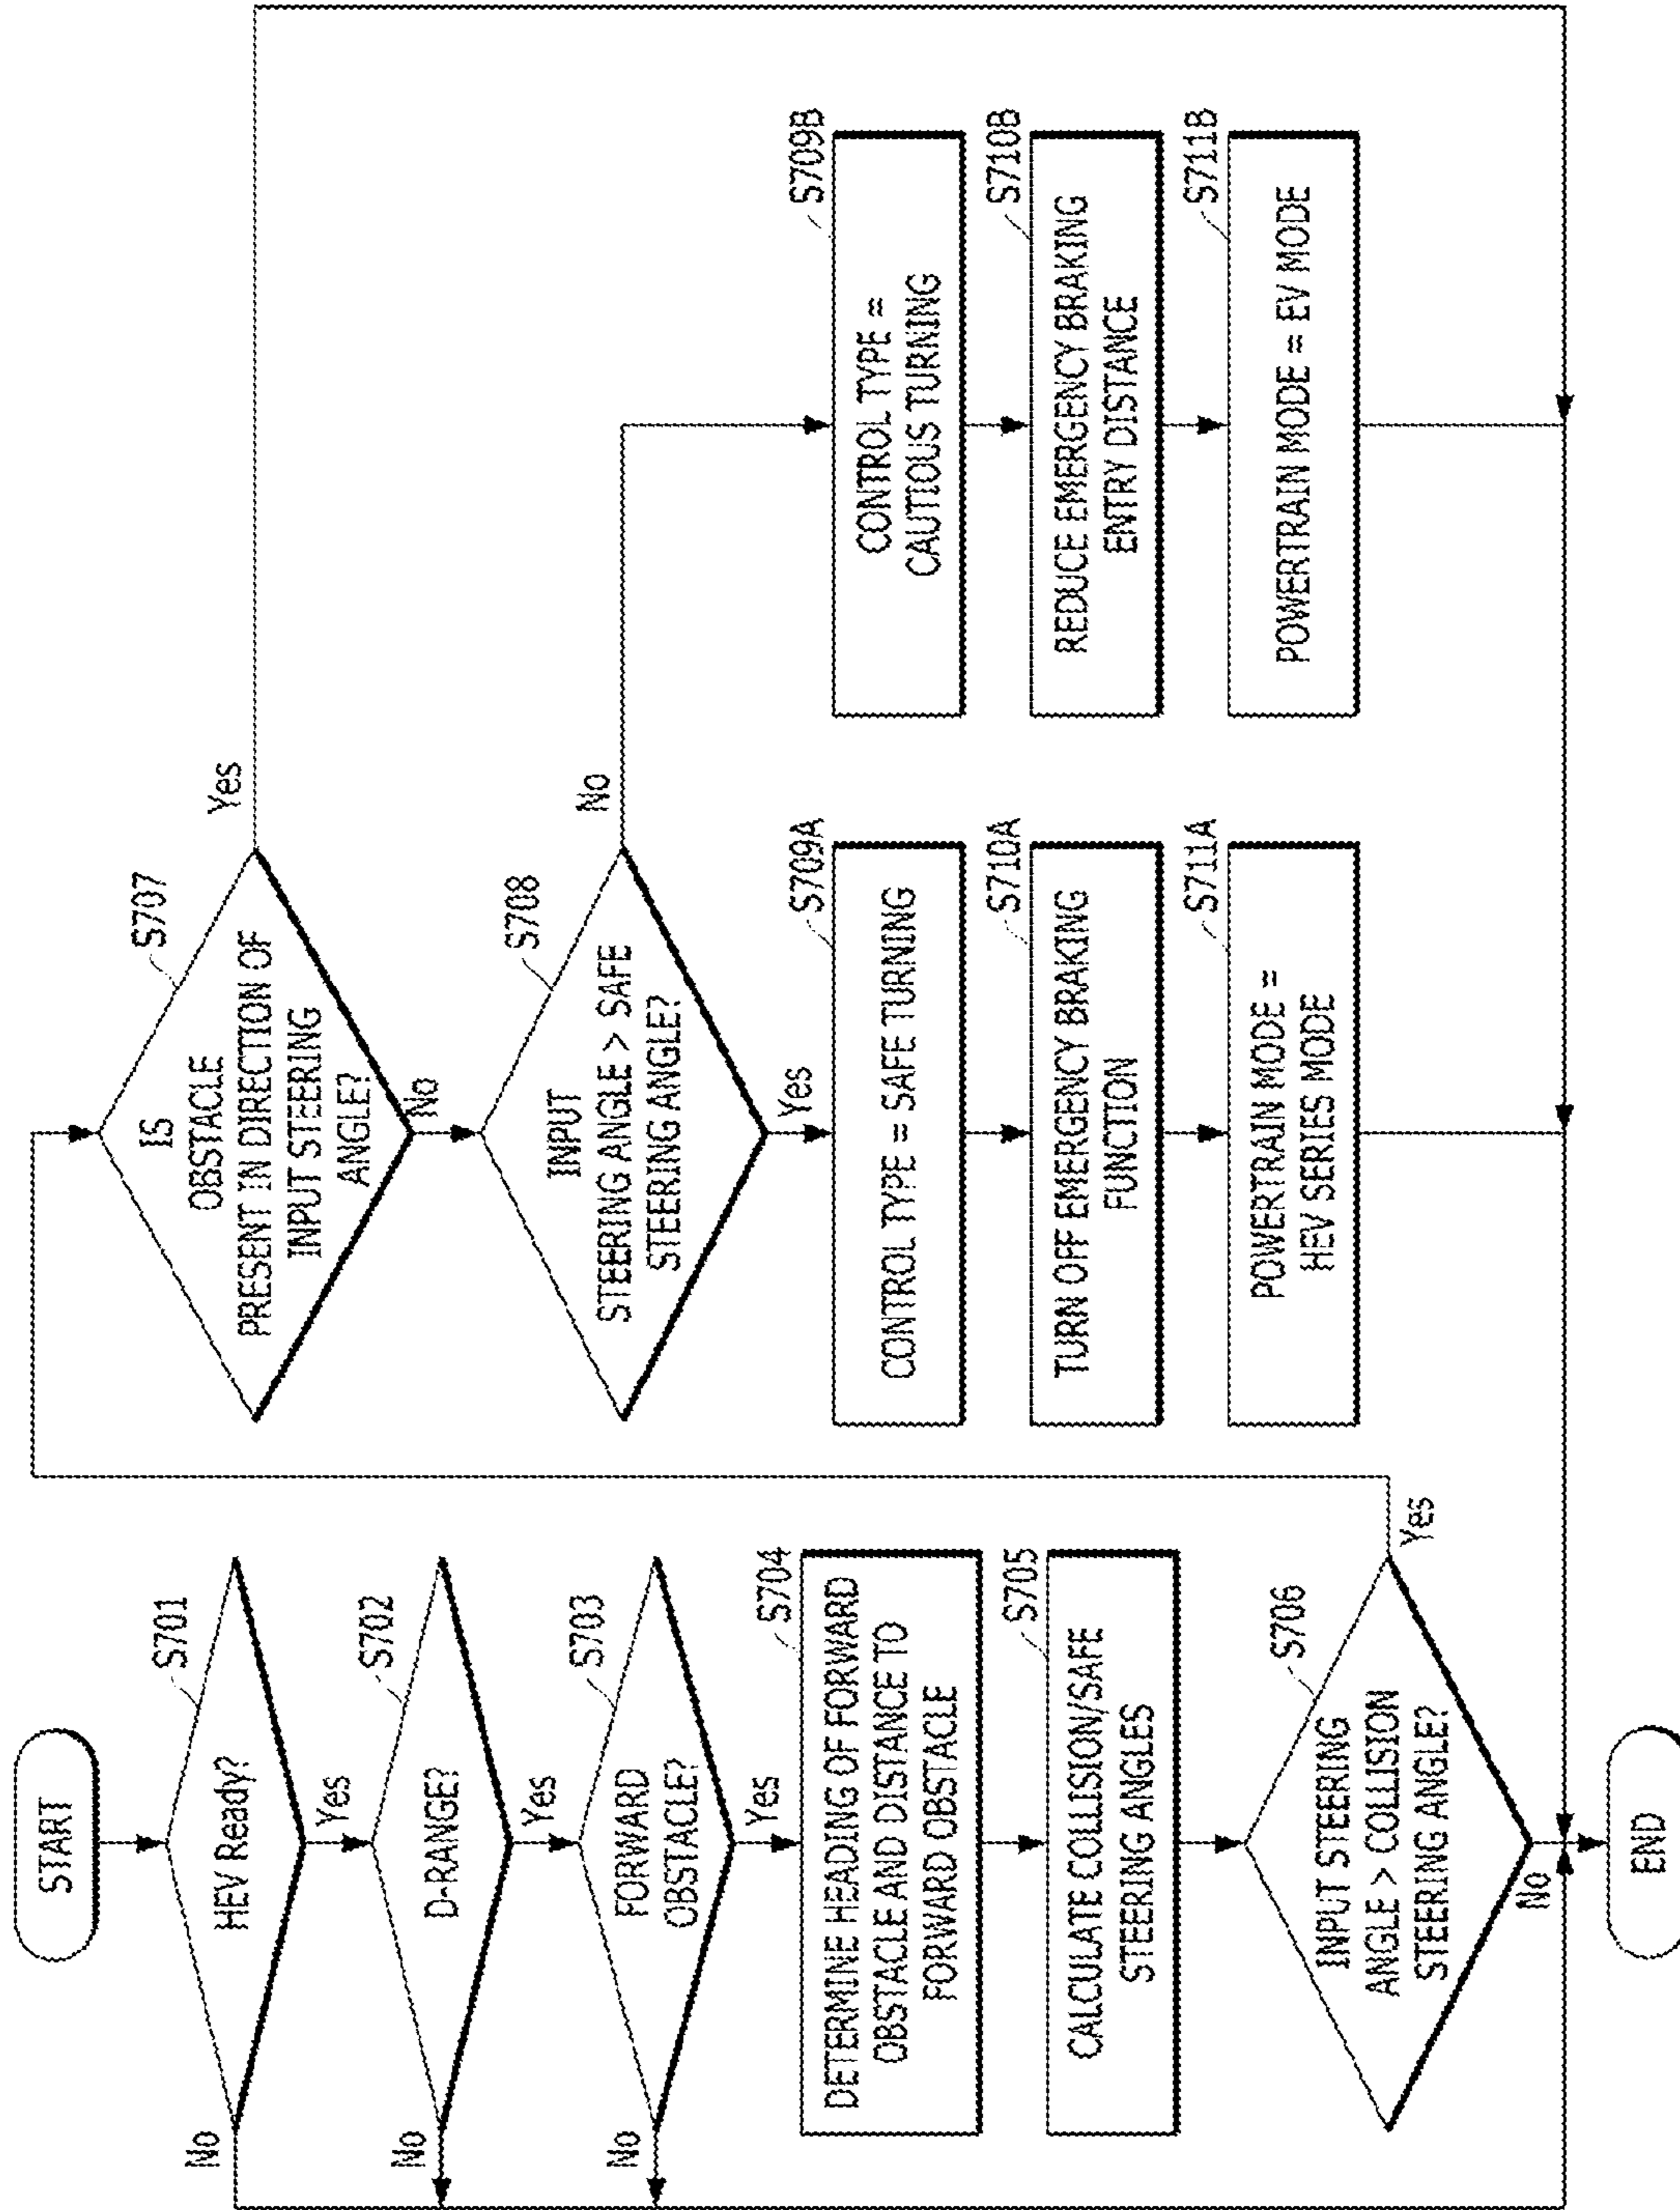 START
HEV Ready?
S701
No
Yes
D-RANGE?
S702
No
Yes
FORWARD
OBSTACLE?
S703
No
Yes
S704
DETERMINE HEADING OF FORWARD
OBSTACLE AND DISTANCE TO
FORWARD OBSTACLE
S705
CALCULATE COLLISION/SAFE
STEERING ANGLES
S706
INPUT STEERING
ANGLE > COLLISION
STEERING ANGLE?
Yes
No
END
S707
IS
OBSTACLE
PRESENT IN DIRECTION OF
INPUT STEERING
ANGLE?
Yes
No
S708
INPUT
STEERING ANGLE > SAFE
STEERING ANGLE?
No
Yes
S709A
CONTROL TYPE = SAFE TURNING
S710A
TURN OFF EMERGENCY BRAKING
FUNCTION
S711A
POWERTRAIN MODE =
HEV SERIES MODE
S709B
CONTROL TYPE =
CAUTIOUS TURNING
S710B
REDUCE EMERGENCY BRAKING
ENTRY DISTANCE
S711B
POWERTRAIN MODE = EV MODE